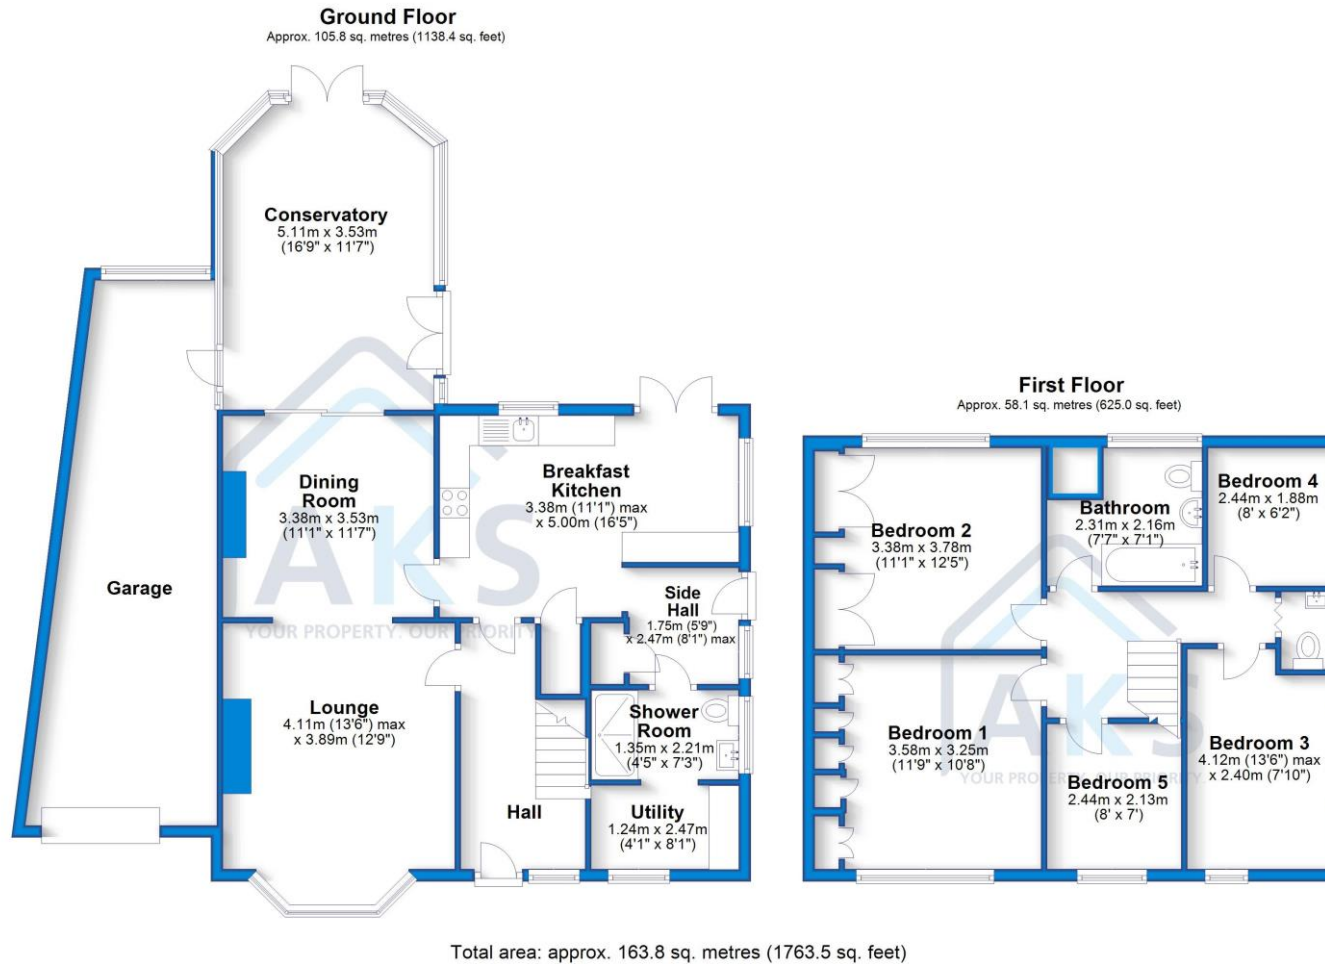 Ground Floor
Approx. 105.8 sq. metres (1138.4 sq. feet)
Conservatory
5.11m x 3.53m
(16'9" x 11'7")
Dining
Room
3.38m x 3.53m
(11'1" x 11'7")
Breakfast
Kitchen
3.38m (11'1") max
x 5.00m (16'5")
Garage
Side
Hall
1.75m (5'9")
x 2.47m (8'1") max
AKS
YOUR PROPERTY. OUR PRIORITY
Lounge
4.11m (13'6") max
x 3.89m (12'9")
Shower
Room
1.35m x 2.21m
(4'5" x 7'3")
Hall
Utility
1.24m x 2.47m
(4'1" x 8'1")
First Floor
Approx. 58.1 sq. metres (625.0 sq. feet)
Bedroom 2
3.38m x 3.78m
(11'1" x 12'5")
Bathroom
2.31m x 2.16m
(7'7" x 7'1")
Bedroom 4
2.44m x 1.88m
(8' x 6'2")
Bedroom 1
3.58m x 3.25m
(11'9" x 10'8")
AKS
YOUR PROPERTY. OUR PRIORITY
Bedroom 5
2.44m x 2.13m
(8' x 7')
Bedroom 3
4.12m (13'6") max
x 2.40m (7'10")
Total area: approx. 163.8 sq. metres (1763.5 sq. feet)